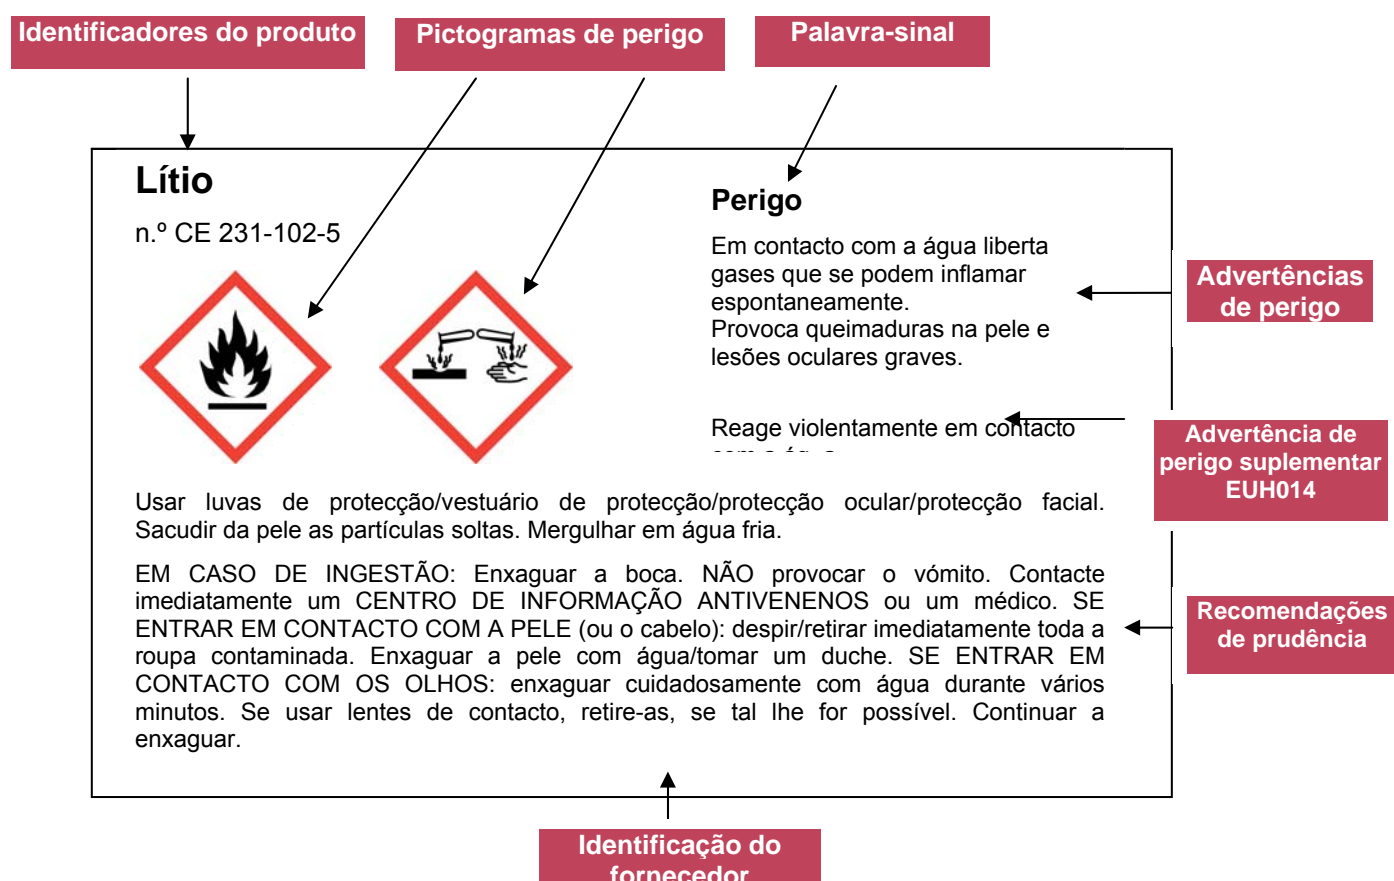 Identificadores do produto
Pictogramas de perigo
Palavra-sinal
Lítio
n.º CE 231-102-5
Perigo
Em contacto com a água liberta
gases que se podem inflamar
espontaneamente.
Provoca queimaduras na pele e
lesões oculares graves.
Advertências
de perigo
Reage violentamente em contacto
com a água
Advertência de
perigo suplementar
EUH014
Usar luvas de protecção/vestuário de protecção/protecção ocular/protecção facial.
Sacudir da pele as partículas soltas. Mergulhar em água fria.
EM CASO DE INGESTÃO: Enxaguar a boca. NÃO provocar o vómito. Contacte
imediatamente um CENTRO DE INFORMAÇÃO ANTIVENENOS ou um médico. SE
ENTRAR EM CONTACTO COM A PELE (ou o cabelo): despir/retirar imediatamente toda a
roupa contaminada. Enxaguar a pele com água/tomar um duche. SE ENTRAR EM
CONTACTO COM OS OLHOS: enxaguar cuidadosamente com água durante vários
minutos. Se usar lentes de contacto, retire-as, se tal lhe for possível. Continuar a
enxaguar.
Recomendações
de prudência
Identificação do
fornecedor